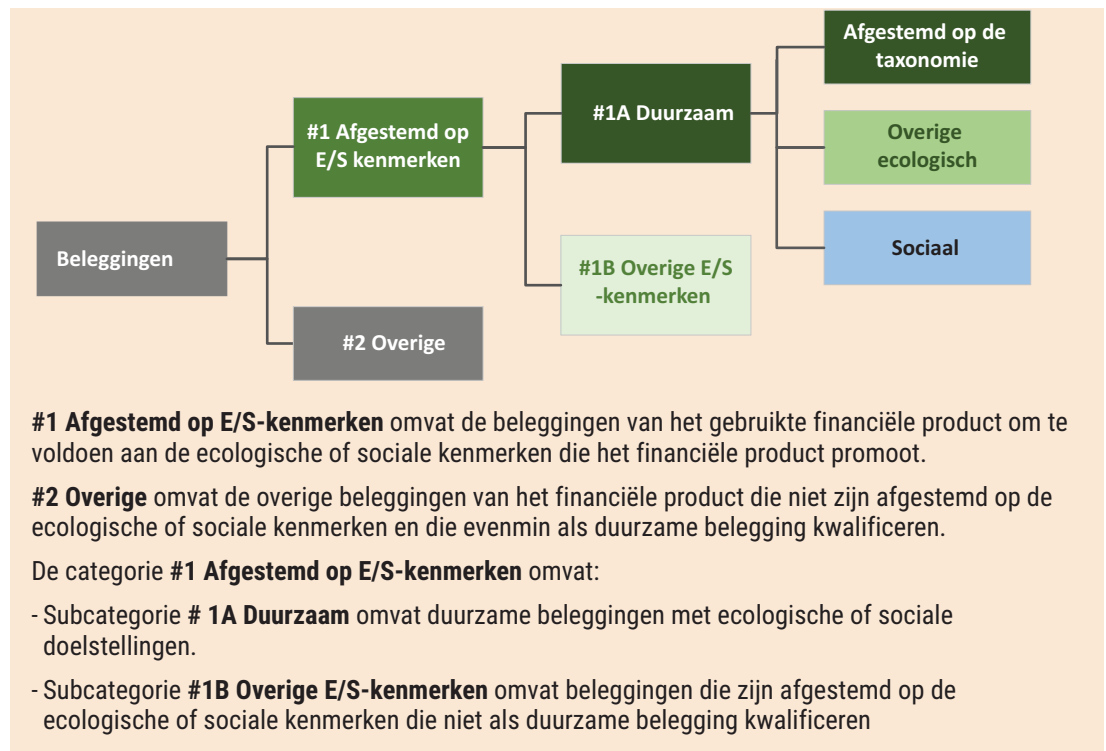 Afgestemd op de
taxonomie
#1A Duurzaam
#1 Afgestemd op
E/S kenmerken
Overige
ecologisch
Beleggingen
Sociaal
#1B Overige E/S
-kenmerken
#2 Overige
#1 Afgestemd op E/S-kenmerken omvat de beleggingen van het gebruikte financiële product om te
voldoen aan de ecologische of sociale kenmerken die het financiële product promoot.
#2 Overige omvat de overige beleggingen van het financiële product die niet zijn afgestemd op de
ecologische of sociale kenmerken en die evenmin als duurzame belegging kwalificeren.
De categorie #1 Afgestemd op E/S-kenmerken omvat:
- Subcategorie # 1A Duurzaam omvat duurzame beleggingen met ecologische of sociale
doelstellingen.
- Subcategorie #1B Overige E/S-kenmerken omvat beleggingen die zijn afgestemd op de
ecologische of sociale kenmerken die niet als duurzame belegging kwalificeren